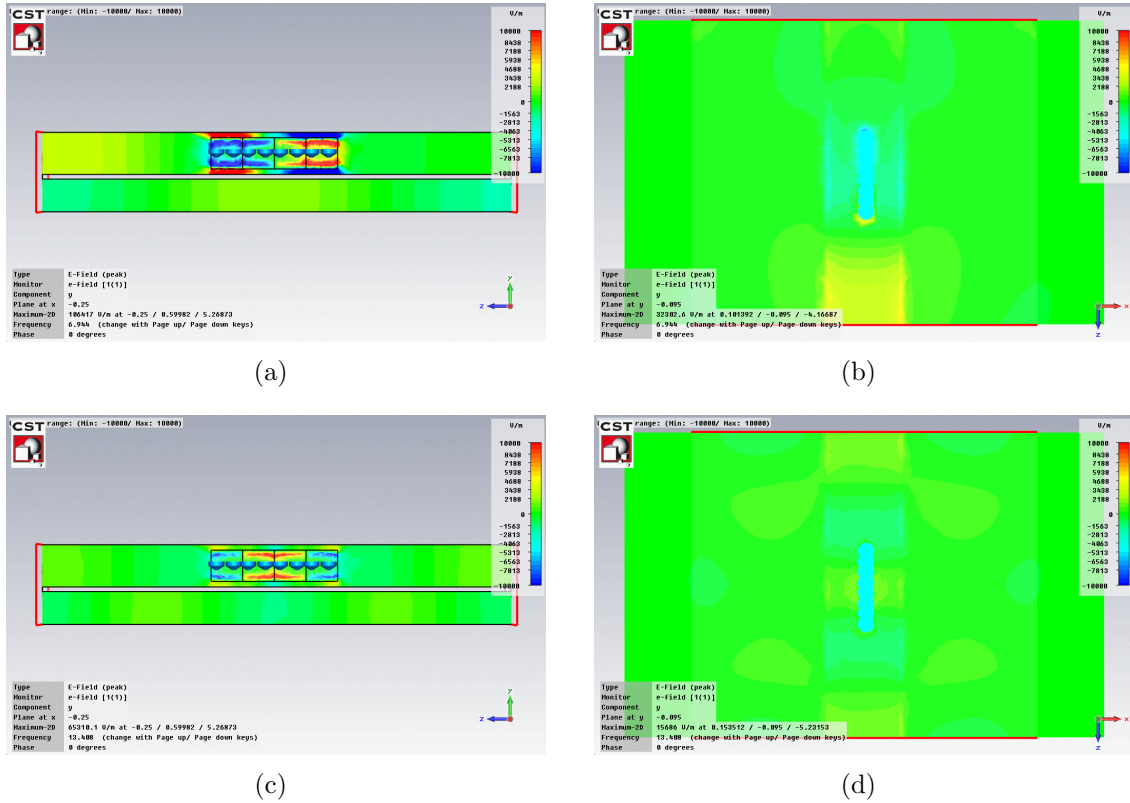 CST
range: (Min: -10000/ Max: 10000)
V/m
10000
8438
7188
5938
4688
3438
2188
0
-1563
-2813
-4063
-5313
-6563
-7813
-10000
Type E-Field (peak)
Monitor e-field [1(1)]
Component y
Plane at x -0.25
Maximum-2D 106417 V/m at -0.25 / 0.59982 / 5.26873
Frequency 6.944 (change with Page up/ Page down keys)
Phase 0 degrees
y
z
(a)
CST
range: (Min: -10000/ Max: 10000)
V/m
10000
8438
7188
5938
4688
3438
2188
0
-1563
-2813
-4063
-5313
-6563
-7813
-10000
Type E-Field (peak)
Monitor e-field [1(1)]
Component y
Plane at y -0.095
Maximum-2D 32302.6 V/m at 0.101392 / -0.095 / -4.16687
Frequency 6.944 (change with Page up/ Page down keys)
Phase 0 degrees
x
z
(b)
CST
range: (Min: -10000/ Max: 10000)
V/m
10000
8438
7188
5938
4688
3438
2188
0
-1563
-2813
-4063
-5313
-6563
-7813
-10000
Type E-Field (peak)
Monitor e-field [1(1)]
Component y
Plane at x -0.25
Maximum-2D 65310.1 V/m at -0.25 / 0.59982 / 5.26873
Frequency 13.408 (change with Page up/ Page down keys)
Phase 0 degrees
y
z
(c)
CST
range: (Min: -10000/ Max: 10000)
V/m
10000
8438
7188
5938
4688
3438
2188
0
-1563
-2813
-4063
-5313
-6563
-7813
-10000
Type E-Field (peak)
Monitor e-field [1(1)]
Component y
Plane at y -0.095
Maximum-2D 15686 V/m at 0.153512 / -0.095 / -5.23153
Frequency 13.408 (change with Page up/ Page down keys)
Phase 0 degrees
x
z
(d)